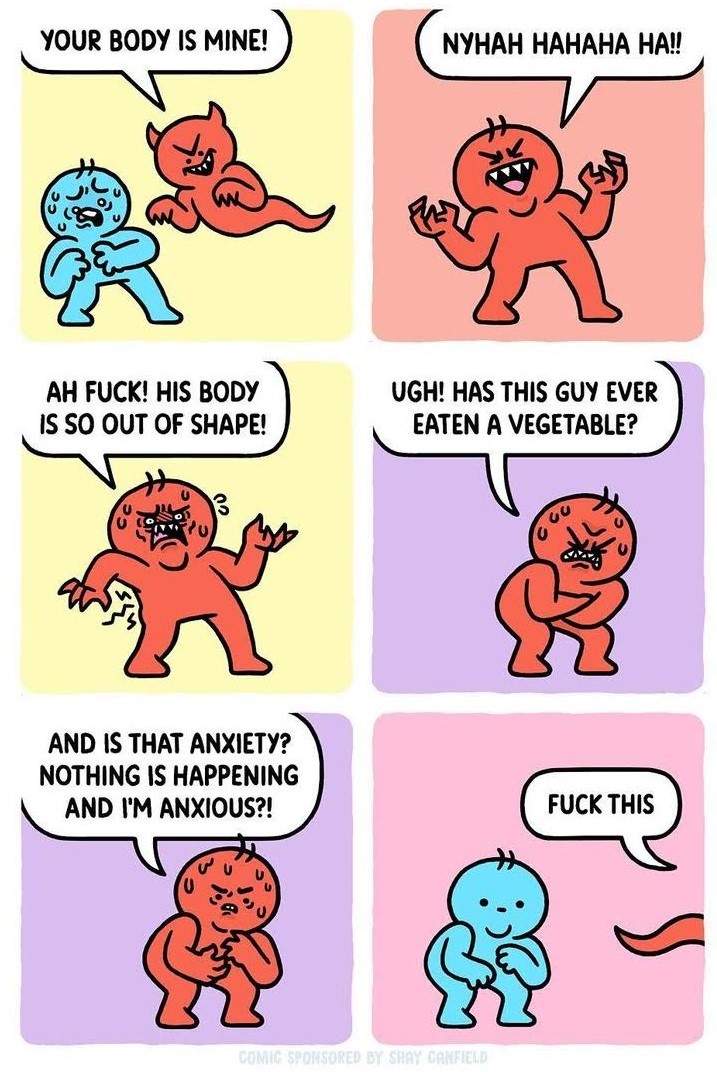 YOUR BODY IS MINE!
NYHAH HAHAHA HA!!
AH FUCK! HIS BODY
IS SO OUT OF SHAPE!
UGH! HAS THIS GUY EVER
EATEN A VEGETABLE?
AND IS THAT ANXIETY?
NOTHING IS HAPPENING
AND I'M ANXIOUS?!
FUCK THIS
COMIC SPONSORED BY SHAY CANFIELD